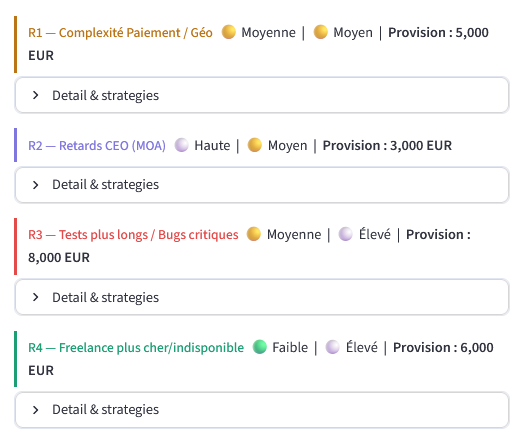 R1 — Complexité Paiement / Géo Moyenne | Moyen | Provision : 5,000
EUR
Detail & strategies
R2 — Retards CEO (MOA) Haute | Moyen | Provision : 3,000 EUR
Detail & strategies
R3 — Tests plus longs / Bugs critiques Moyenne | Élevé | Provision :
8,000 EUR
Detail & strategies
R4 — Freelance plus cher/indisponible Faible | Élevé | Provision : 6,000
EUR
Detail & strategies